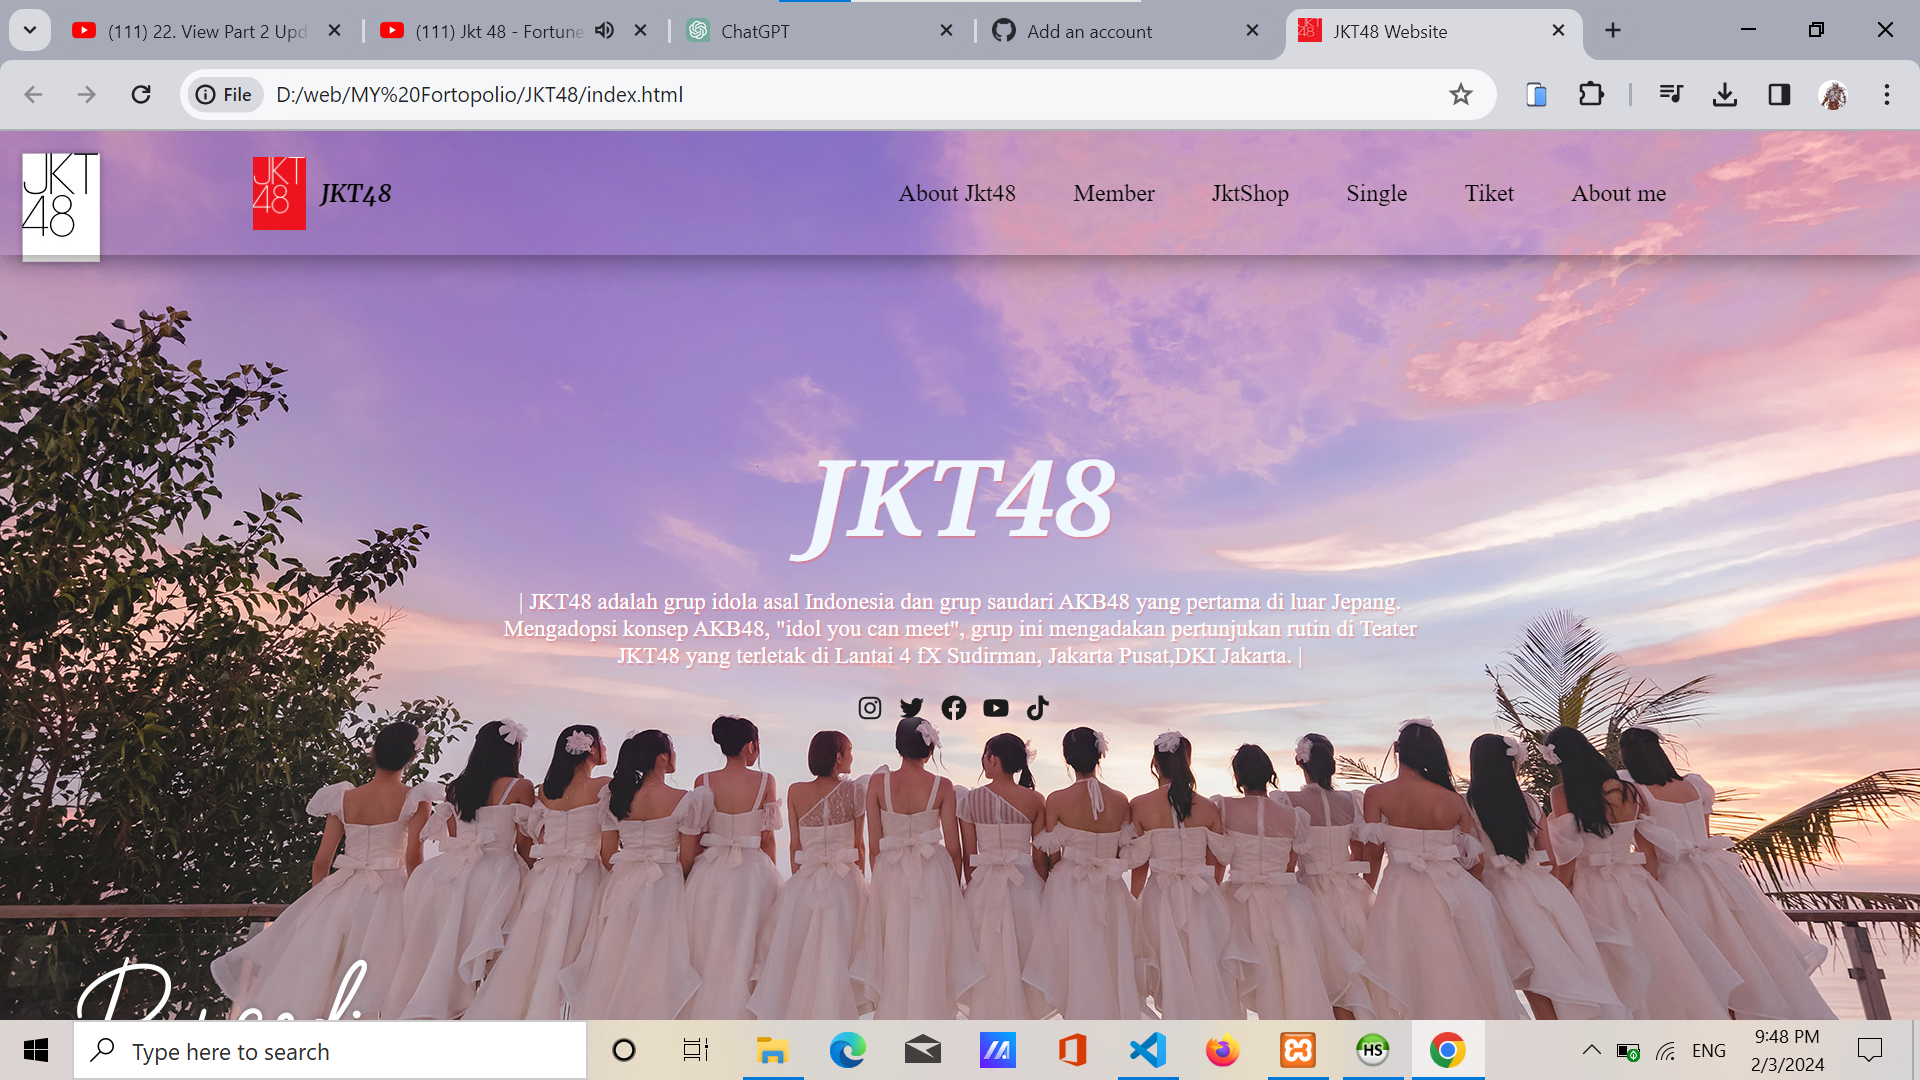 (111) 22. View Part 2 Upd
(111) Jkt 48 - Fortune
ChatGPT
Add an account
JKT48 Website
File
D:/web/MY%20Fortopolio/JKT48/index.html
JKT
48
JKT
48
JKT48
About Jkt48
Member
JktShop
Single
Tiket
About me
JKT48
| JKT48 adalah grup idola asal Indonesia dan grup saudari AKB48 yang pertama di luar Jepang.
Mengadopsi konsep AKB48, "idol you can meet", grup ini mengadakan pertunjukan rutin di Teater
JKT48 yang terletak di Lantai 4 fX Sudirman, Jakarta Pusat,DKI Jakarta. |
Type here to search
HS
ENG
9:48 PM
2/3/2024